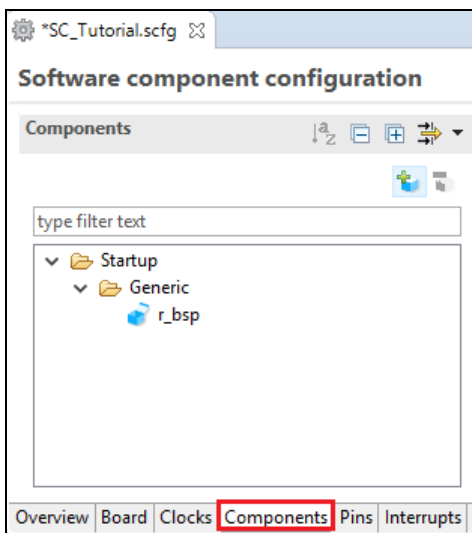 *SC_Tutorial.scfg
Software component configuration
Components
type filter text
Startup
Generic
r_bsp
Overview Board Clocks Components Pins Interrupts